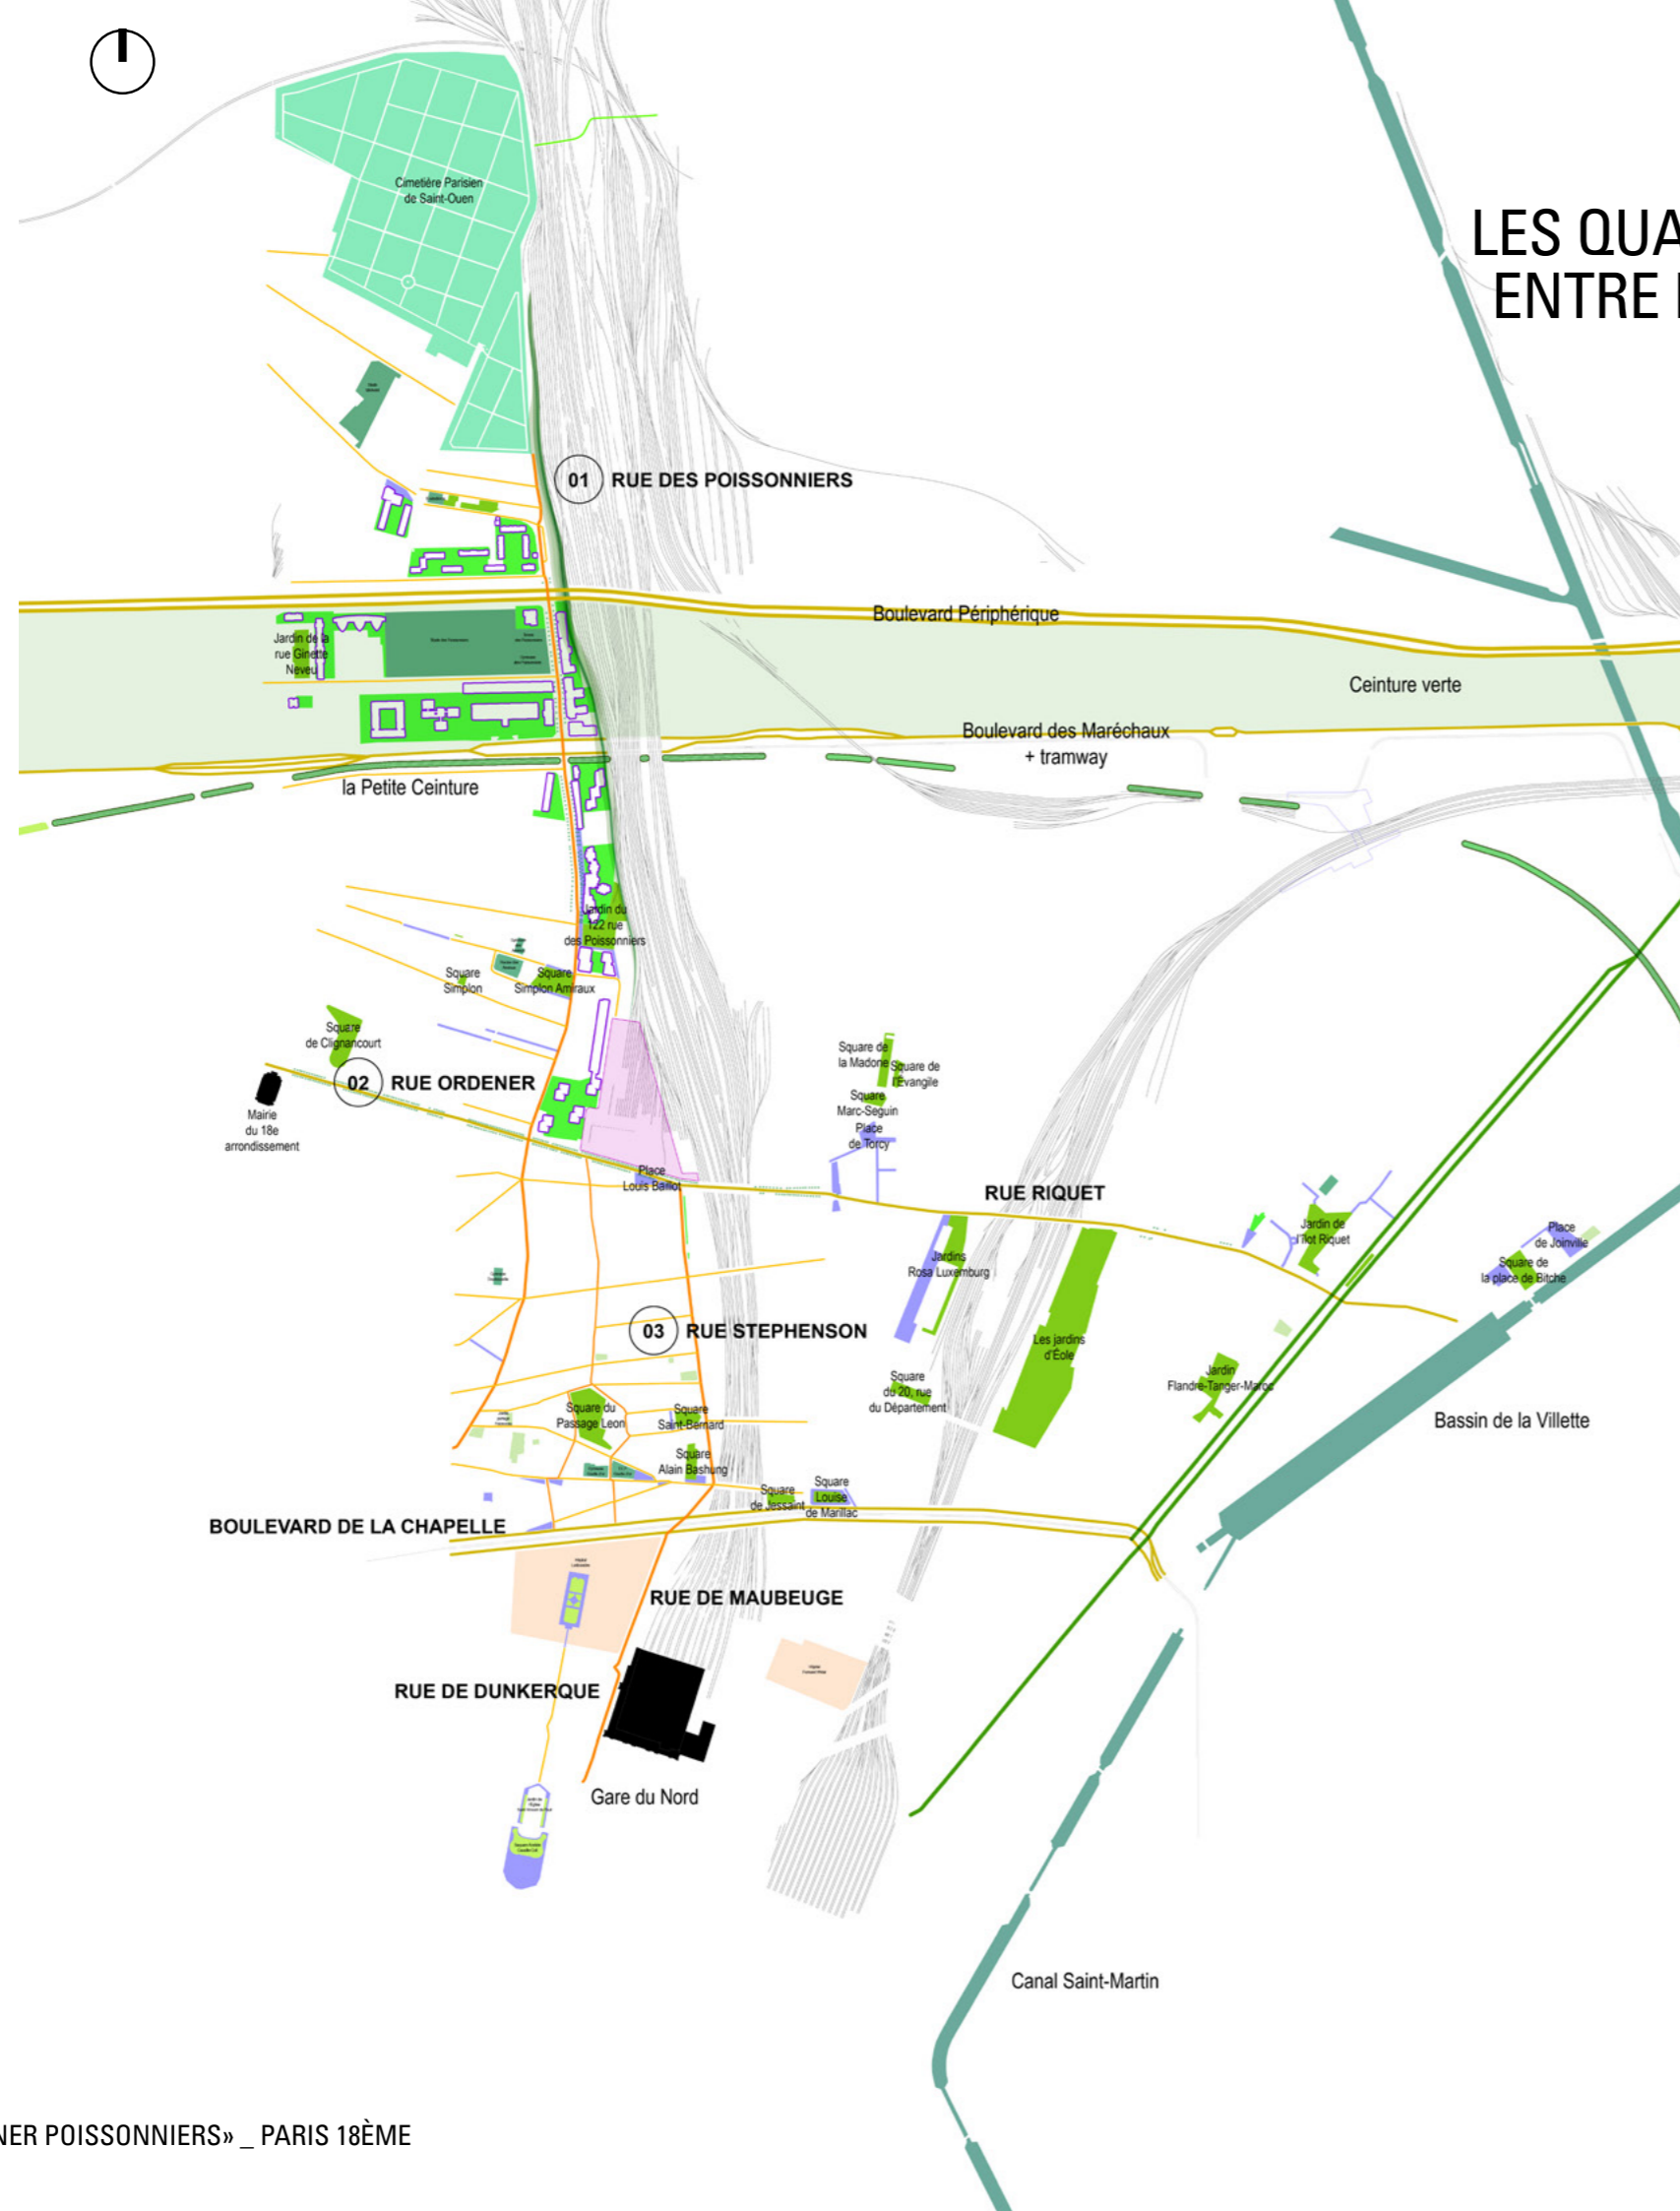 LES QUA
ENTRE
Cimetière Parisien
de Saint-Ouen
01 RUE DES POISSONNIERS
Boulevard Périphérique
Jardin de la
rue Ginette
Neveu
Ceinture verte
Boulevard des Maréchaux
+ tramway
la Petite Ceinture
Jardin du
122 rue
des Poissonniers
Square
Simplon
Square
Simplon Amiraux
Square
de Clignancourt
02 RUE ORDENER
Mairie
du 18e
arrondissement
Square de
la Madone
Square de
l'Évangile
Square
Marc-Seguin
Place
de Torcy
Place
Louis Baillot
RUE RIQUET
Jardins
Rosa Luxemburg
Jardin de
l'îlot Riquet
Place
de Joinville
Square de
la place de Bitche
03 RUE STEPHENSON
Les jardins
d'Éole
Square
du 20, rue
du Département
Jardin
Flandre-Tanger-Maroc
Square du
Passage Leon
Square
Saint-Bernard
Square
Alain Bashung
Bassin de la Villette
Square
de Jessaint
Square
Louise
de Marillac
BOULEVARD DE LA CHAPELLE
RUE DE MAUBEUGE
RUE DE DUNKERQUE
Gare du Nord
Canal Saint-Martin
NER POISSONNIERS» _ PARIS 18ÈME